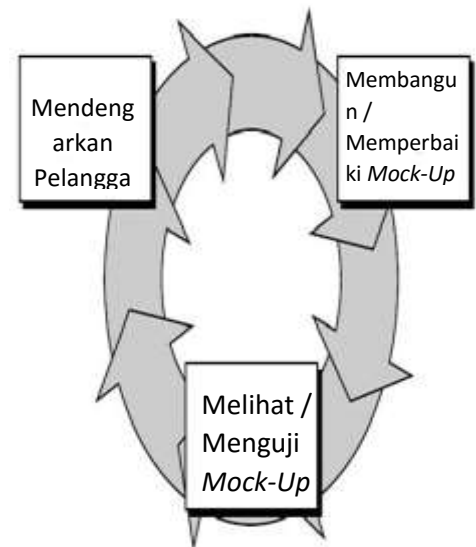 Mendeng
arkan
Pelangga
Membangu
n /
Memperbai
ki Mock-Up
Melihat /
Menguji
Mock-Up